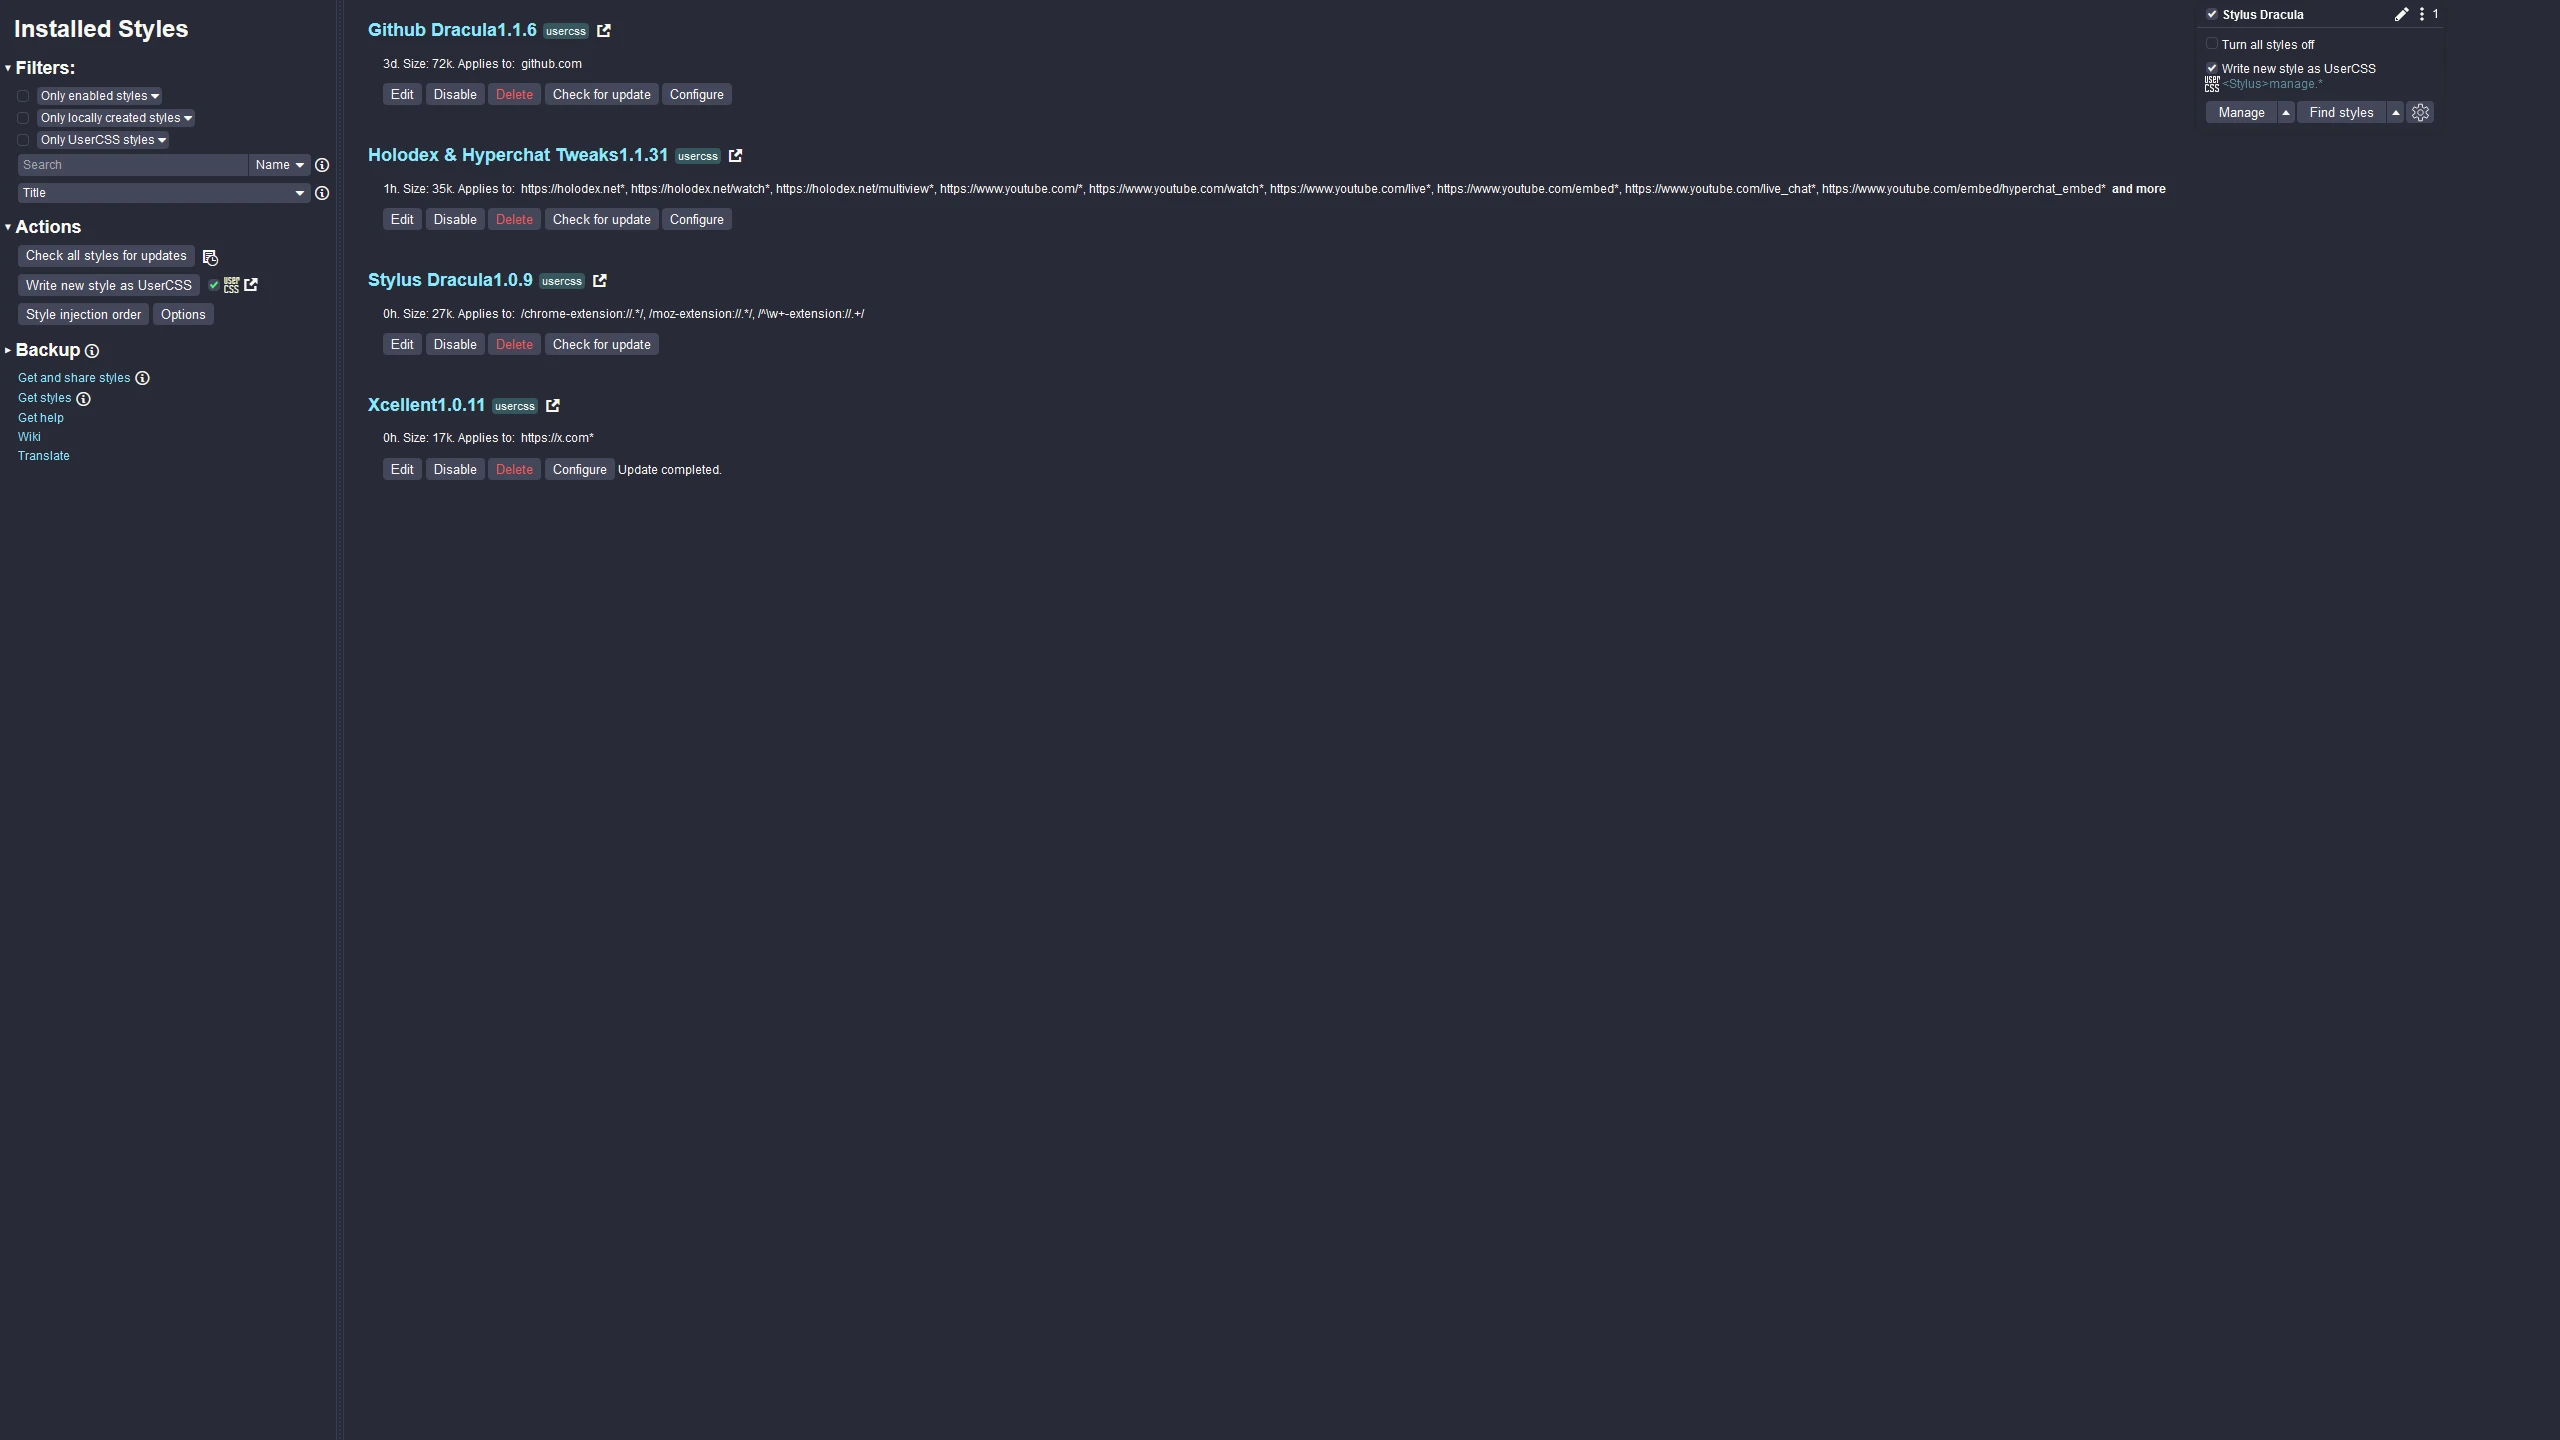 Installed Styles
Filters:
Only enabled styles
Only locally created styles
Only UserCSS styles
Search Name
Title
Actions
Check all styles for updates
Write new style as UserCSS user css
Style injection order Options
Backup
Get and share styles
Get styles
Get help
Wiki
Translate
Github Dracula1.1.6 usercss
3d. Size: 72k. Applies to: github.com
Edit Disable Delete Check for update Configure
Holodex & Hyperchat Tweaks1.1.31 usercss
1h. Size: 35k. Applies to: https://holodex.net*, https://holodex.net/watch*, https://holodex.net/multiview*, https://www.youtube.com/*, https://www.youtube.com/watch*, https://www.youtube.com/live*, https://www.youtube.com/embed*, https://www.youtube.com/live_chat*, https://www.youtube.com/embed/hyperchat_embed* and more
Edit Disable Delete Check for update Configure
Stylus Dracula1.0.9 usercss
0h. Size: 27k. Applies to: /chrome-extension://.*/, /moz-extension://.*/, /^\w+-extension://.+/
Edit Disable Delete Check for update
Xcellent1.0.11 usercss
0h. Size: 17k. Applies to: https://x.com*
Edit Disable Delete Configure Update completed.
Stylus Dracula 1
Turn all styles off
Write new style as UserCSS
user css <Stylus>manage.*
Manage Find styles